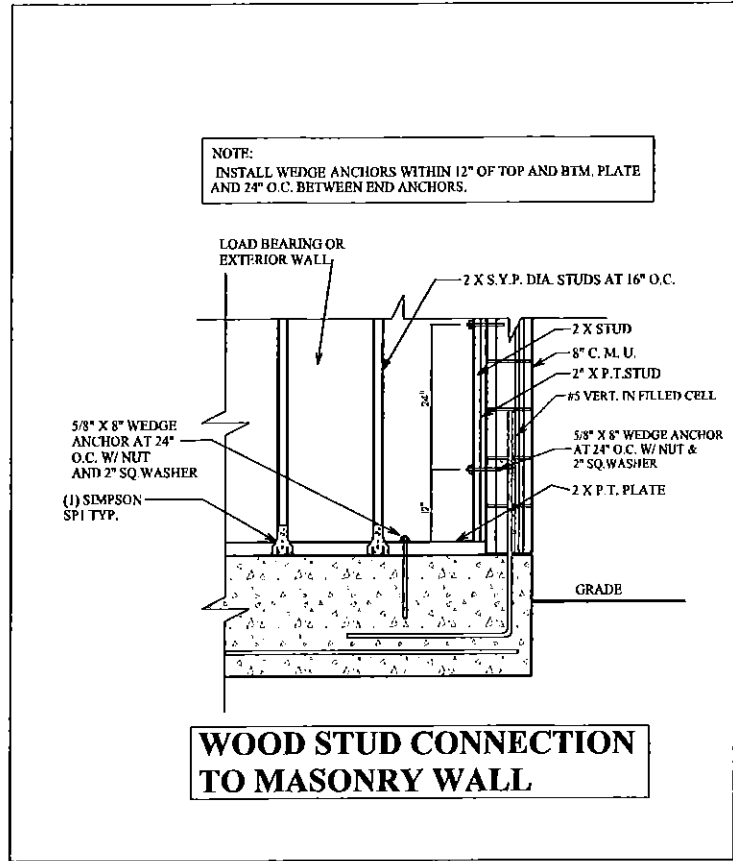 NOTE:
INSTALL WEDGE ANCHORS WITHIN 12" OF TOP AND BTM. PLATE
AND 24" O.C. BETWEEN END ANCHORS.
LOAD BEARING OR
EXTERIOR WALL
2 X S.Y.P. DIA. STUDS AT 16" O.C.
2 X STUD
8" C. M. U.
2" X P.T.STUD
#5 VERT. IN FILLED CELL
5/8" X 8" WEDGE ANCHOR
AT 24" O.C. W/ NUT &
2" SQ.WASHER
2 X P.T. PLATE
24"
12"
5/8" X 8" WEDGE
ANCHOR AT 24"
O.C. W/ NUT
AND 2" SQ.WASHER
(1) SIMPSON
SP1 TYP.
GRADE
WOOD STUD CONNECTION
TO MASONRY WALL